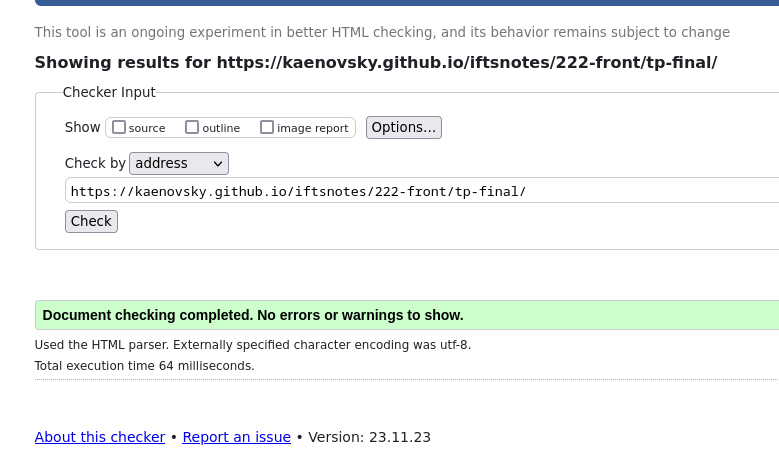 This tool is an ongoing experiment in better HTML checking, and its behavior remains subject to change
Showing results for https://kaenovsky.github.io/iftsnotes/222-front/tp-final/
Checker Input
Show source outline image report Options...
Check by address
https://kaenovsky.github.io/iftsnotes/222-front/tp-final/
Check
Document checking completed. No errors or warnings to show.
Used the HTML parser. Externally specified character encoding was utf-8.
Total execution time 64 milliseconds.
About this checker • Report an issue • Version: 23.11.23